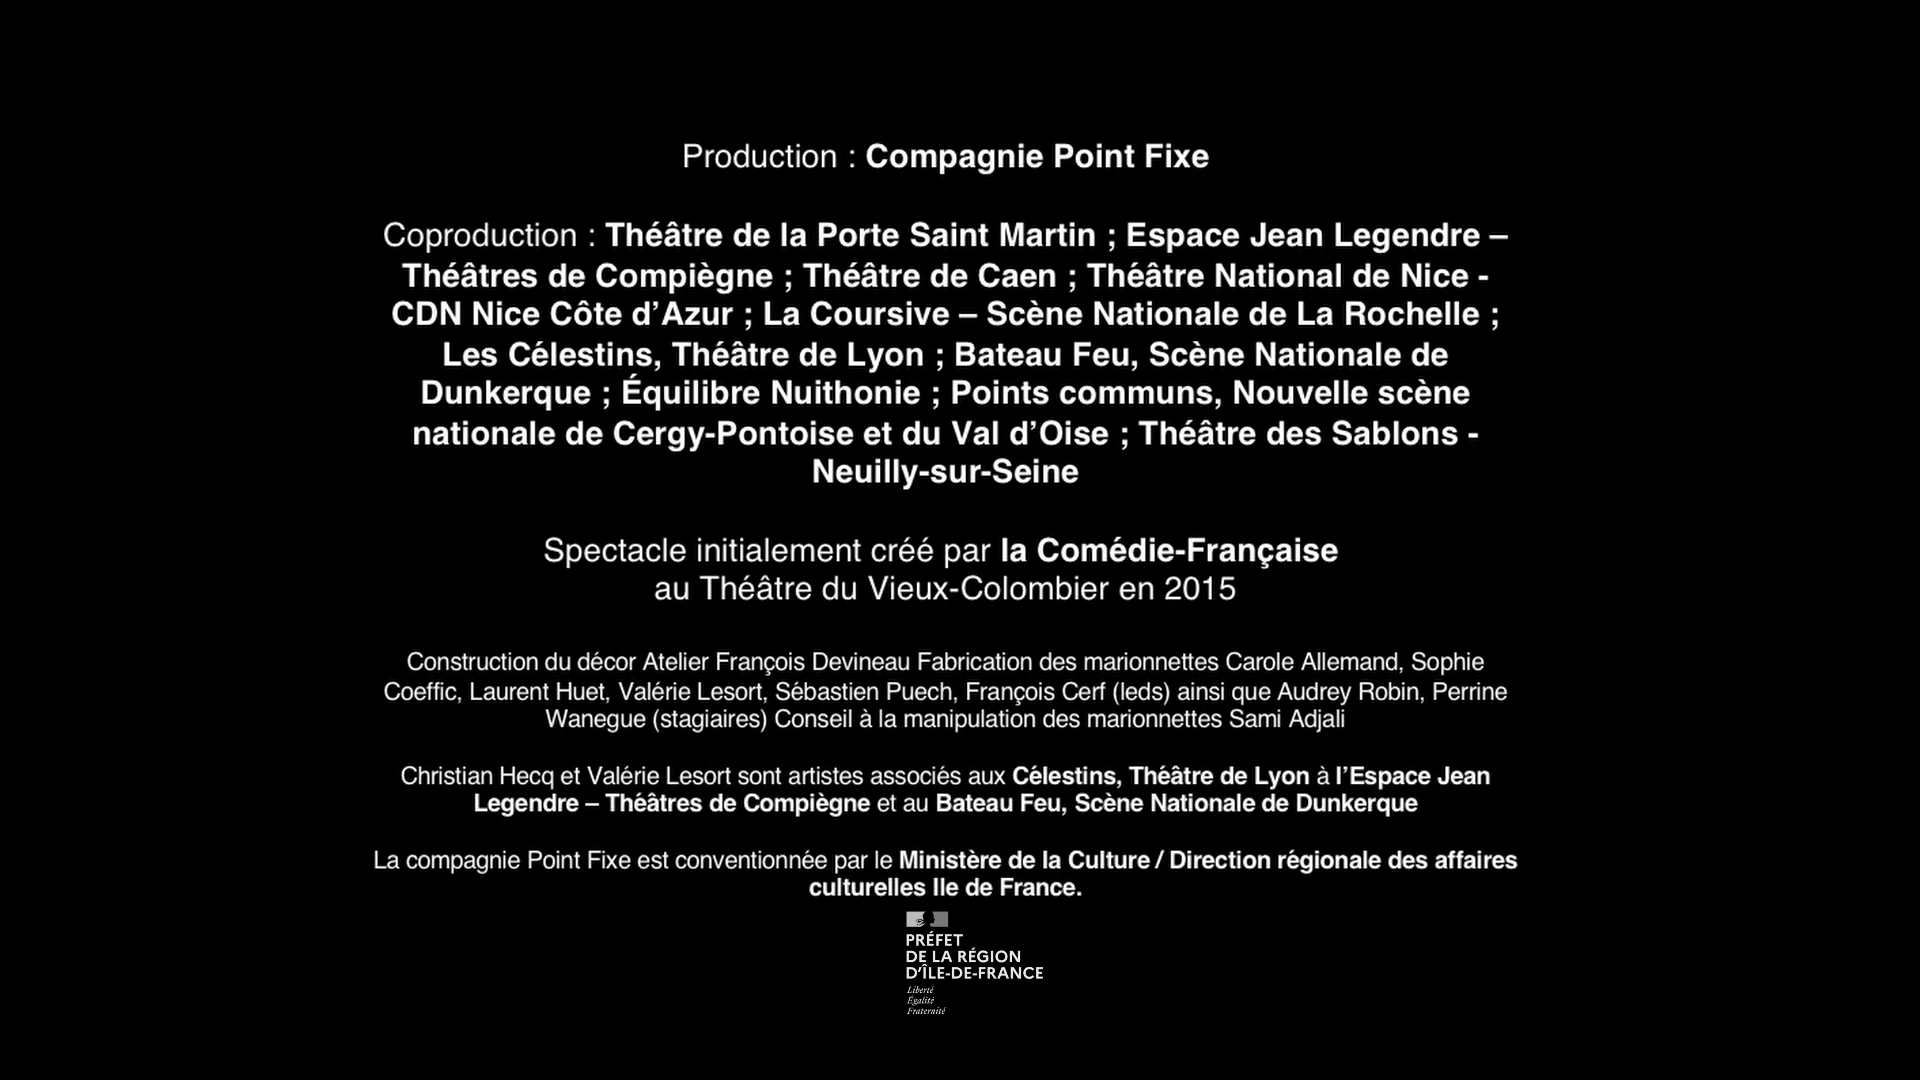 Production : Compagnie Point Fixe
Coproduction : Théâtre de la Porte Saint Martin ; Espace Jean Legendre –
Théâtres de Compiègne ; Théâtre de Caen ; Théâtre National de Nice -
CDN Nice Côte d’Azur ; La Coursive – Scène Nationale de La Rochelle ;
Les Célestins, Théâtre de Lyon ; Bateau Feu, Scène Nationale de
Dunkerque ; Équilibre Nuithonie ; Points communs, Nouvelle scène
nationale de Cergy-Pontoise et du Val d’Oise ; Théâtre des Sablons -
Neuilly-sur-Seine
Spectacle initialement créé par la Comédie-Française
au Théâtre du Vieux-Colombier en 2015
Construction du décor Atelier François Devineau Fabrication des marionnettes Carole Allemand, Sophie
Coeffic, Laurent Huet, Valérie Lesort, Sébastien Puech, François Cerf (leds) ainsi que Audrey Robin, Perrine
Wanegue (stagiaires) Conseil à la manipulation des marionnettes Sami Adjali
Christian Hecq et Valérie Lesort sont artistes associés aux Célestins, Théâtre de Lyon à l’Espace Jean
Legendre – Théâtres de Compiègne et au Bateau Feu, Scène Nationale de Dunkerque
La compagnie Point Fixe est conventionnée par le Ministère de la Culture / Direction régionale des affaires
culturelles Ile de France.
PRÉFET
DE LA RÉGION
D’ÎLE-DE-FRANCE
Liberté
Égalité
Fraternité